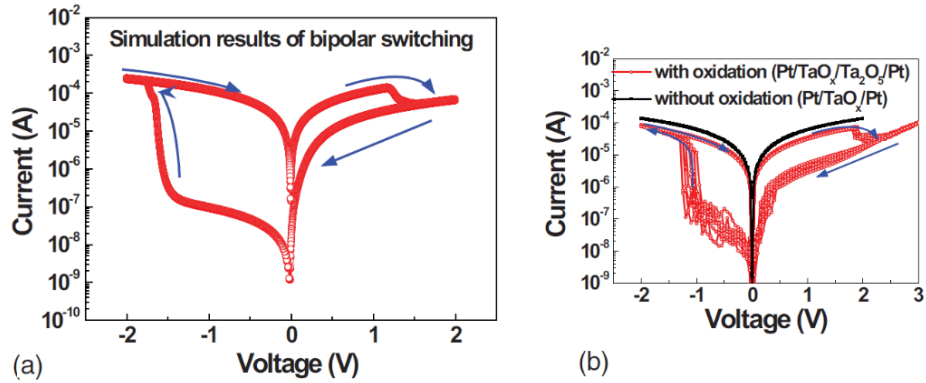 Simulation results of bipolar switching
Current (A)
10^-2
10^-3
10^-4
10^-5
10^-6
10^-7
10^-8
10^-9
10^-10
-2 -1 0 1 2
Voltage (V)
(a)
with oxidation (Pt/TaO_x/Ta_2O_5/Pt)
without oxidation (Pt/TaO_x/Pt)
Current (A)
10^-2
10^-3
10^-4
10^-5
10^-6
10^-7
10^-8
10^-9
-2 -1 0 1 2 3
Voltage (V)
(b)